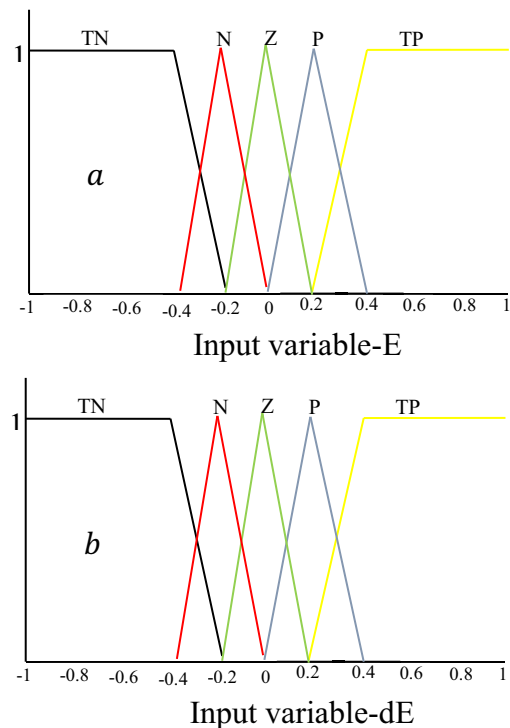 1
TN N Z P TP
a
-1 -0.8 -0.6 -0.4 -0.2 0 0.2 0.4 0.6 0.8 1
Input variable-E
1
TN N Z P TP
b
-1 -0.8 -0.6 -0.4 -0.2 0 0.2 0.4 0.6 0.8 1
Input variable-dE